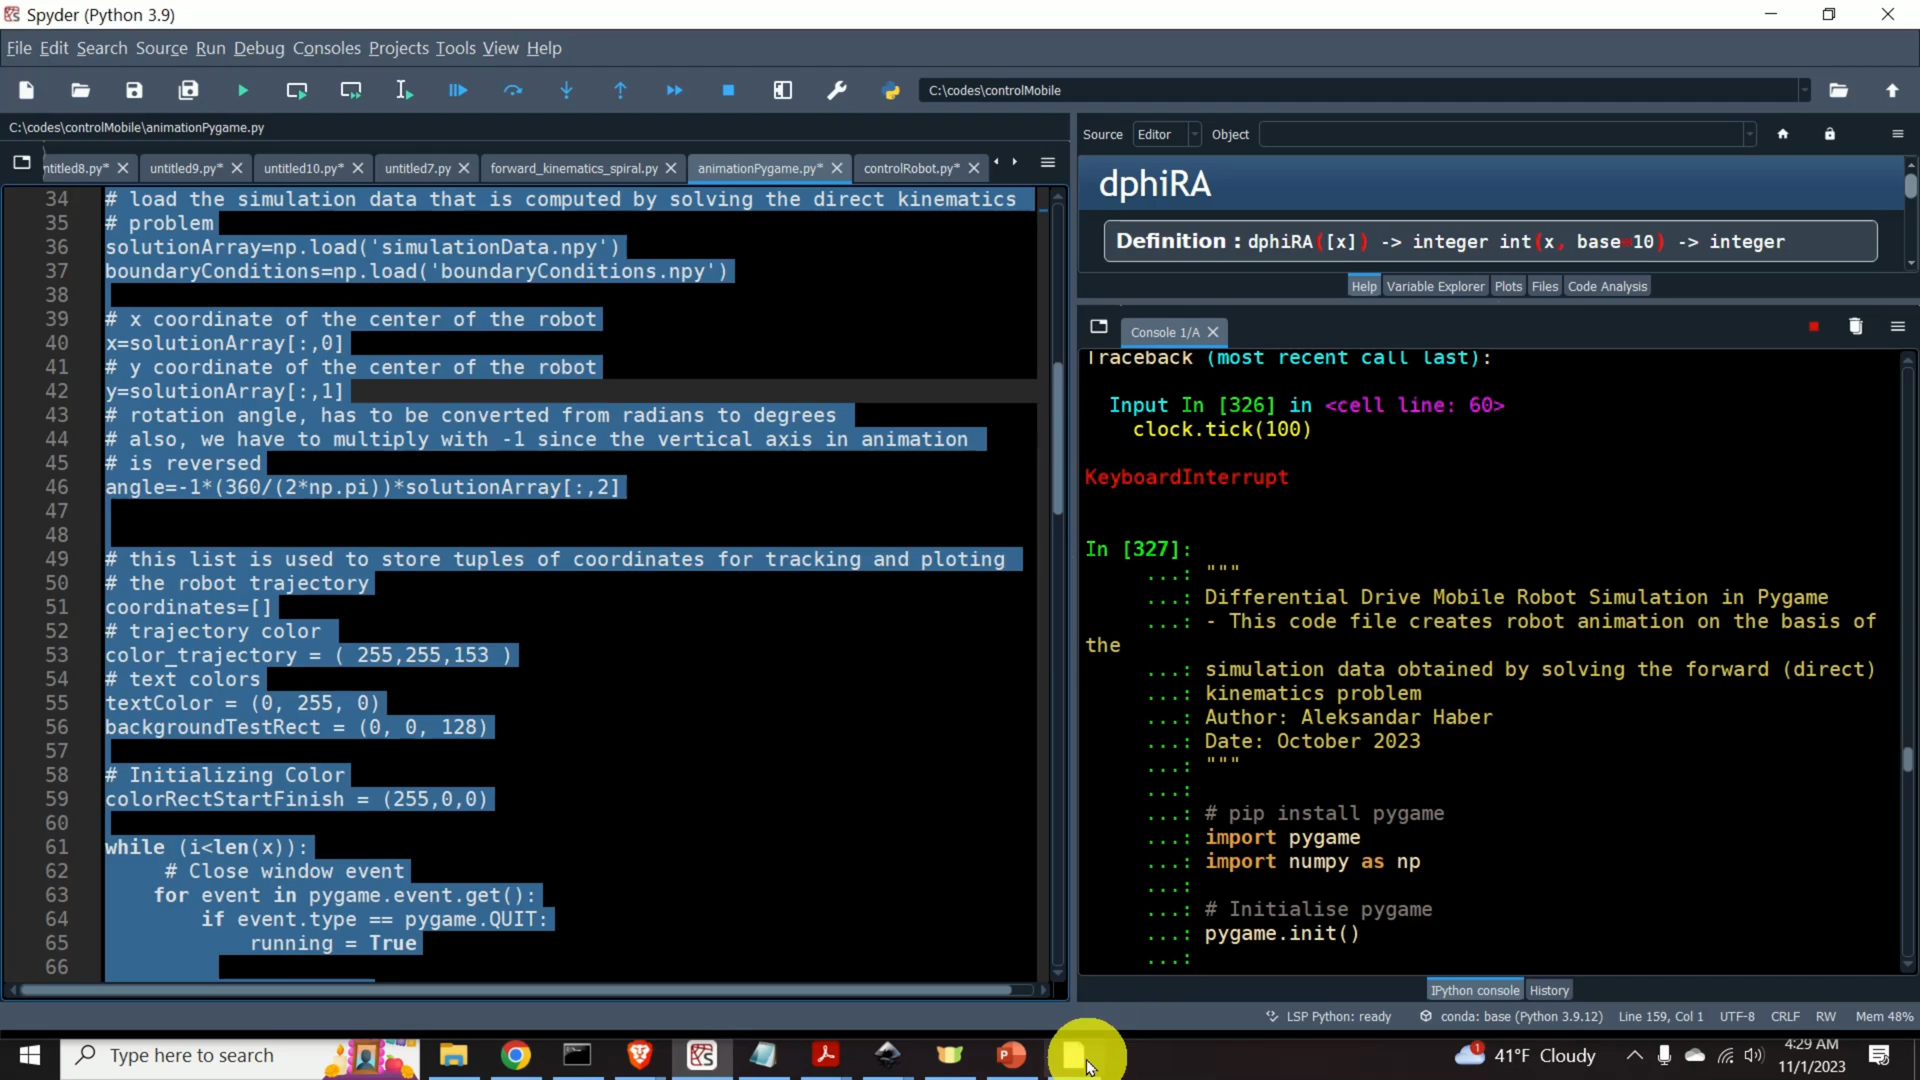 Spyder (Python 3.9)
File Edit Search Source Run Debug Consoles Projects Tools View Help
C:\codes\controlMobile
C:\codes\controlMobile\animationPygame.py
Source Editor Object
ntitled8.py* untitled9.py* untitled10.py* untitled7.py forward_kinematics_spiral.py animationPygame.py* controlRobot.py*
34 # load the simulation data that is computed by solving the direct kinematics
35 # problem
36 solutionArray=np.load('simulationData.npy')
37 boundaryConditions=np.load('boundaryConditions.npy')
38
39 # x coordinate of the center of the robot
40 x=solutionArray[:,0]
41 # y coordinate of the center of the robot
42 y=solutionArray[:,1]
43 # rotation angle, has to be converted from radians to degrees
44 # also, we have to multiply with -1 since the vertical axis in animation
45 # is reversed
46 angle=-1*(360/(2*np.pi))*solutionArray[:,2]
47
48
49 # this list is used to store tuples of coordinates for tracking and ploting
50 # the robot trajectory
51 coordinates=[]
52 # trajectory color
53 color_trajectory = ( 255,255,153 )
54 # text colors
55 textColor = (0, 255, 0)
56 backgroundTestRect = (0, 0, 128)
57
58 # Initializing Color
59 colorRectStartFinish = (255,0,0)
60
61 while (i<len(x)):
62 # Close window event
63 for event in pygame.event.get():
64 if event.type == pygame.QUIT:
65 running = True
66
dphiRA
Definition : dphiRA([x]) -> integer int(x, base=10) -> integer
Help Variable Explorer Plots Files Code Analysis
Console 1/A
Traceback (most recent call last):
Input In [326] in <cell line: 60>
clock.tick(100)
KeyboardInterrupt
In [327]:
...: """
...: Differential Drive Mobile Robot Simulation in Pygame
...: - This code file creates robot animation on the basis of
the
...: simulation data obtained by solving the forward (direct)
...: kinematics problem
...: Author: Aleksandar Haber
...: Date: October 2023
...: """
...:
...: # pip install pygame
...: import pygame
...: import numpy as np
...:
...: # Initialise pygame
...: pygame.init()
...:
IPython console History
LSP Python: ready conda: base (Python 3.9.12) Line 159, Col 1 UTF-8 CRLF RW Mem 48%
Type here to search
1 41°F Cloudy
4:29 AM
11/1/2023